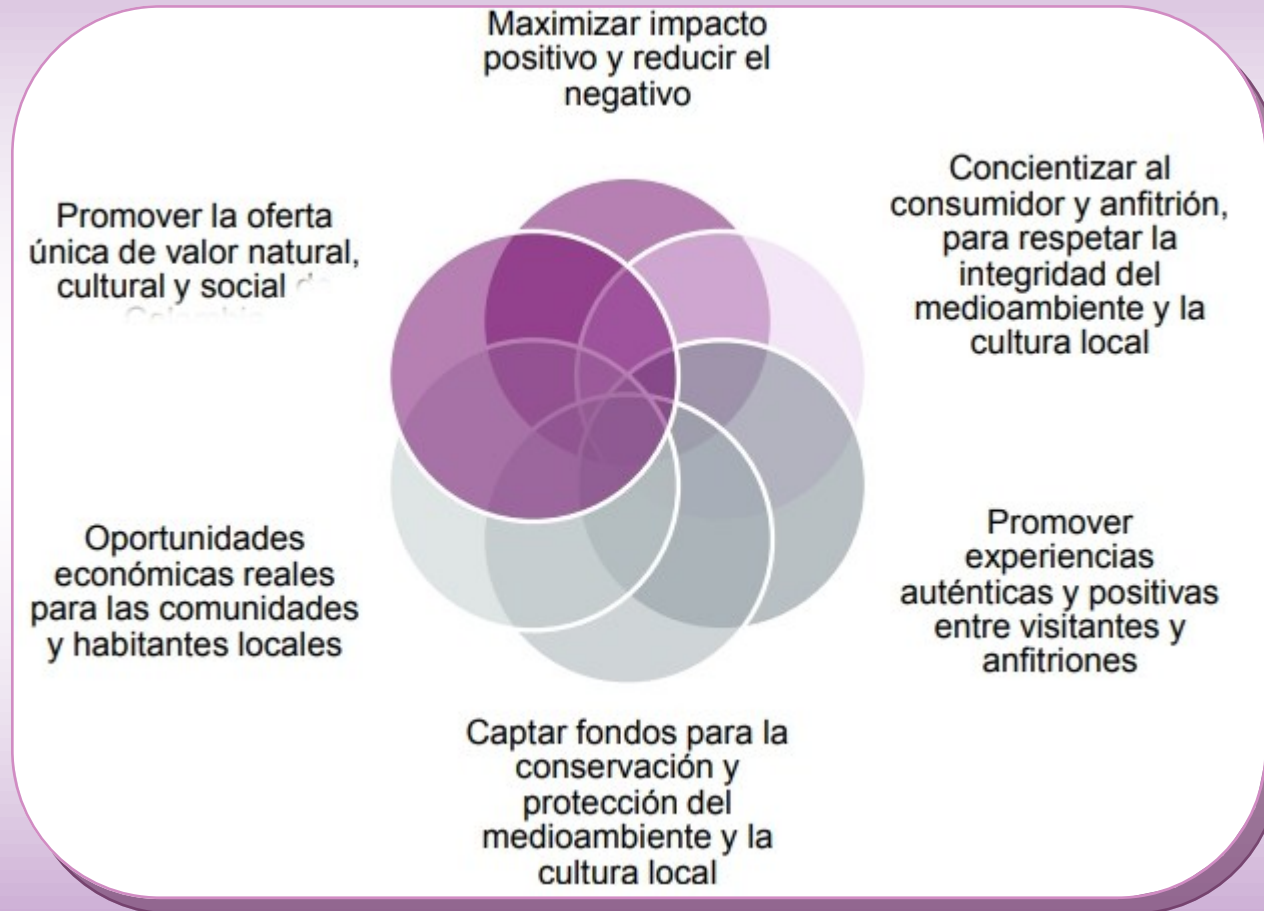 Maximizar impacto
positivo y reducir el
negativo
Concientizar al
consumidor y anfitrión,
para respetar la
integridad del
medioambiente y la
cultura local
Promover
experiencias
auténticas y positivas
entre visitantes y
anfitriones
Captar fondos para la
conservación y
protección del
medioambiente y la
cultura local
Oportunidades
económicas reales
para las comunidades
y habitantes locales
Promover la oferta
única de valor natural,
cultural y social